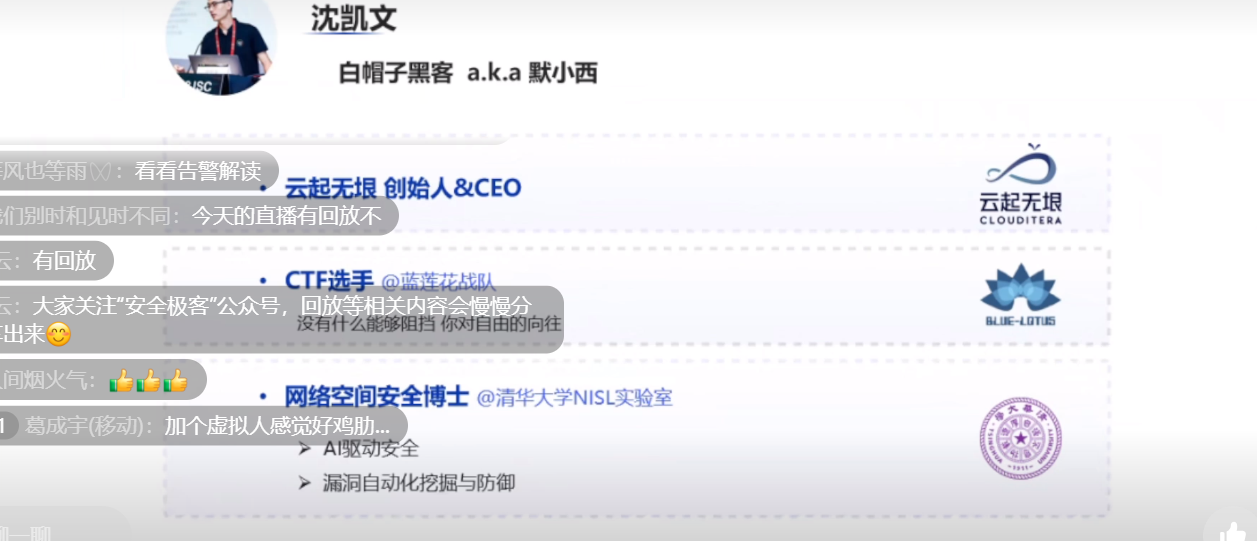 沈凯文
白帽子黑客 a.k.a 默小西
JSC
风也等雨：看看告警解读
云起无垠 创始人&CEO
云起无垠
CLOUDITERA
们别时和见时不同：今天的直播有回放不
云：有回放
CTF选手 @蓝莲花战队
没有什么能够阻挡 你对自由的向往
BLUE-LOTUS
云：大家关注“安全极客”公众号，回放等相关内容会慢慢分
出来😊
间烟火气：👍👍👍
网络空间安全博士 @清华大学NISL实验室
1 葛成宇(移动)：加个虚拟人感觉好鸡肋...
AI驱动安全
漏洞自动化挖掘与防御
聊一聊